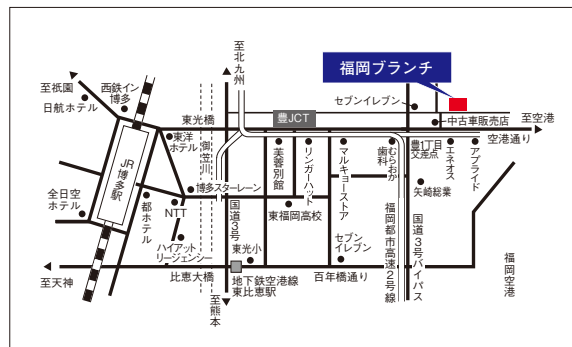 至北九州
福岡ブランチ
至祇園
西鉄イン
博多
日航ホテル
セブンイレブン
東光橋
豊JCT
中古車販売店
至空港
空港通り
東洋
ホテル
御笠川
芙蓉別館
リンガーハット
マルキョーストア
むらおか
歯科
豊1丁目
交差点
エネオス
アプライド
JR
博多駅
博多スターレーン
矢崎総業
全日空
ホテル
都ホテル
NTT
国道3号
東福岡高校
福岡都市高速2号線
国道3号バイパス
ハイアット
リージェンシー
東光小
セブン
イレブン
福岡空港
至天神
比恵大橋
地下鉄空港線
東比恵駅
百年橋通り
至熊本